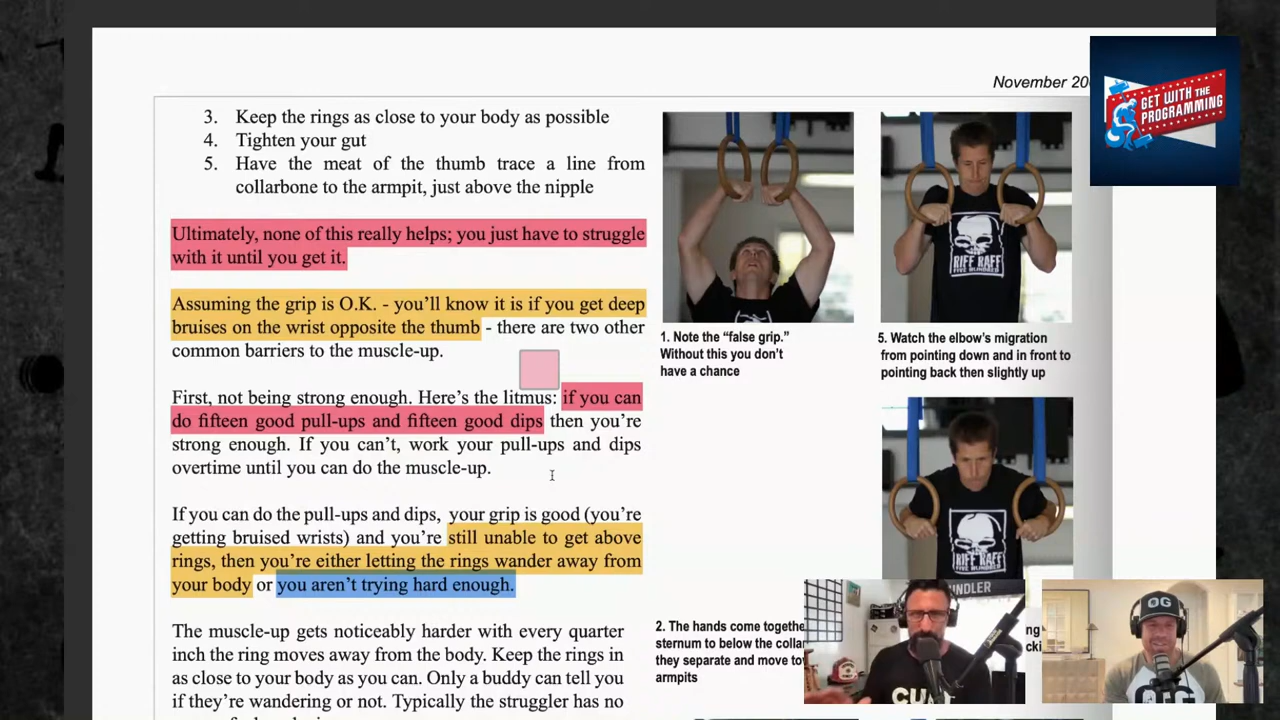 November 20
GET WITH THE
PROGRAMMING
3. Keep the rings as close to your body as possible
4. Tighten your gut
5. Have the meat of the thumb trace a line from
collarbone to the armpit, just above the nipple
Ultimately, none of this really helps; you just have to struggle
with it until you get it.
Assuming the grip is O.K. - you’ll know it is if you get deep
bruises on the wrist opposite the thumb - there are two other
common barriers to the muscle-up.
First, not being strong enough. Here’s the litmus: if you can
do fifteen good pull-ups and fifteen good dips then you’re
strong enough. If you can’t, work your pull-ups and dips
overtime until you can do the muscle-up.
If you can do the pull-ups and dips, your grip is good (you’re
getting bruised wrists) and you’re still unable to get above
rings, then you’re either letting the rings wander away from
your body or you aren’t trying hard enough.
The muscle-up gets noticeably harder with every quarter
inch the ring moves away from the body. Keep the rings in
as close to your body as you can. Only a buddy can tell you
if they’re wandering or not. Typically the struggler has no
1. Note the “false grip.”
Without this you don’t
have a chance
RIFF RAFF
FIVE HUNDRED
5. Watch the elbow’s migration
from pointing down and in front to
pointing back then slightly up
RIFF RAFF
2. The hands come togethe
sternum to below the collar
they separate and move to
armpits
NDLER
ng
cki
OG